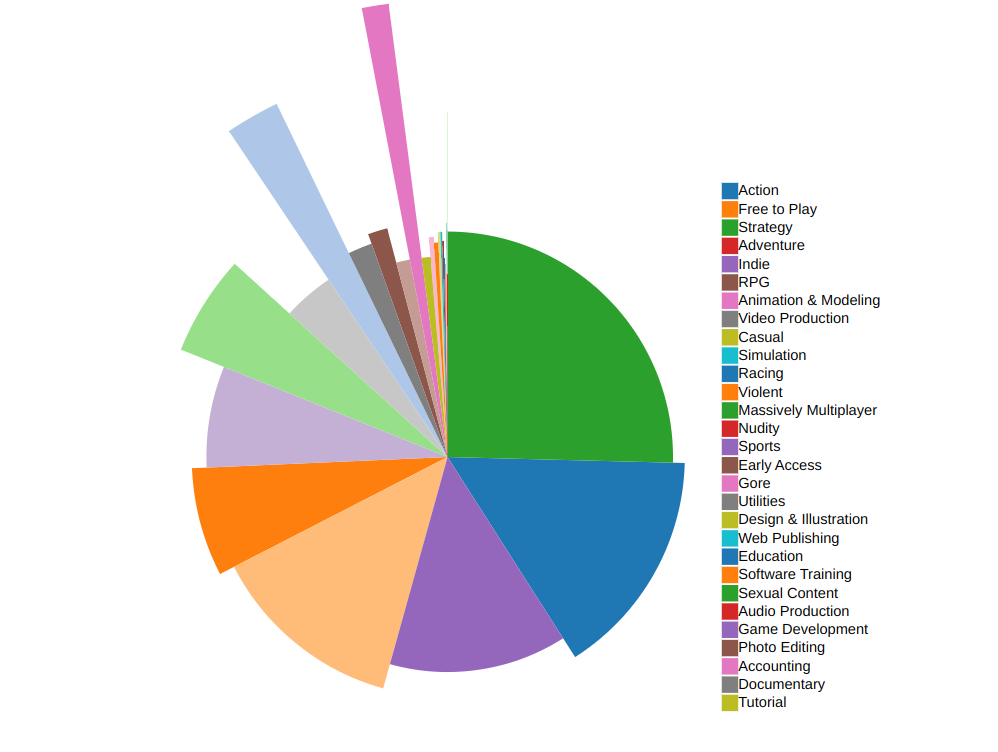 Action
Free to Play
Strategy
Adventure
Indie
RPG
Animation & Modeling
Video Production
Casual
Simulation
Racing
Violent
Massively Multiplayer
Nudity
Sports
Early Access
Gore
Utilities
Design & Illustration
Web Publishing
Education
Software Training
Sexual Content
Audio Production
Game Development
Photo Editing
Accounting
Documentary
Tutorial